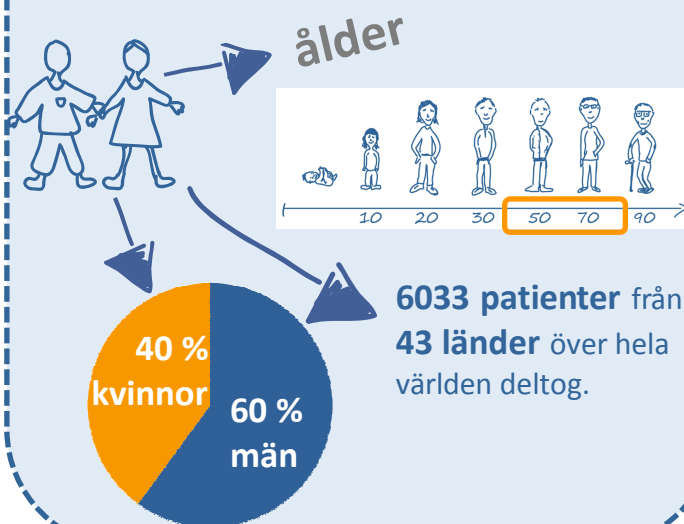 ålder
10 20 30 50 70 90
6033 patienter från
43 länder över hela
världen deltog.
40 %
kvinnor
60 %
män